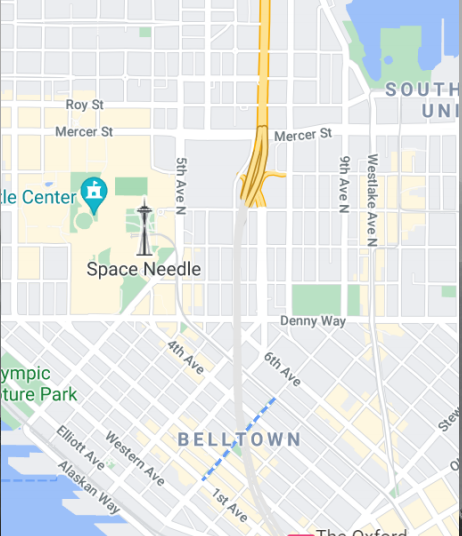 SOUTH
UNI
Roy St
Mercer St
Mercer St
5th Ave N
9th Ave N
Westlake Ave N
tle Center
Space Needle
Denny Way
4th Ave
6th Ave
ympic
ture Park
BELLTOWN
Elliott Ave
Western Ave
Alaskan Way
1st Ave
Stew
The Oxford